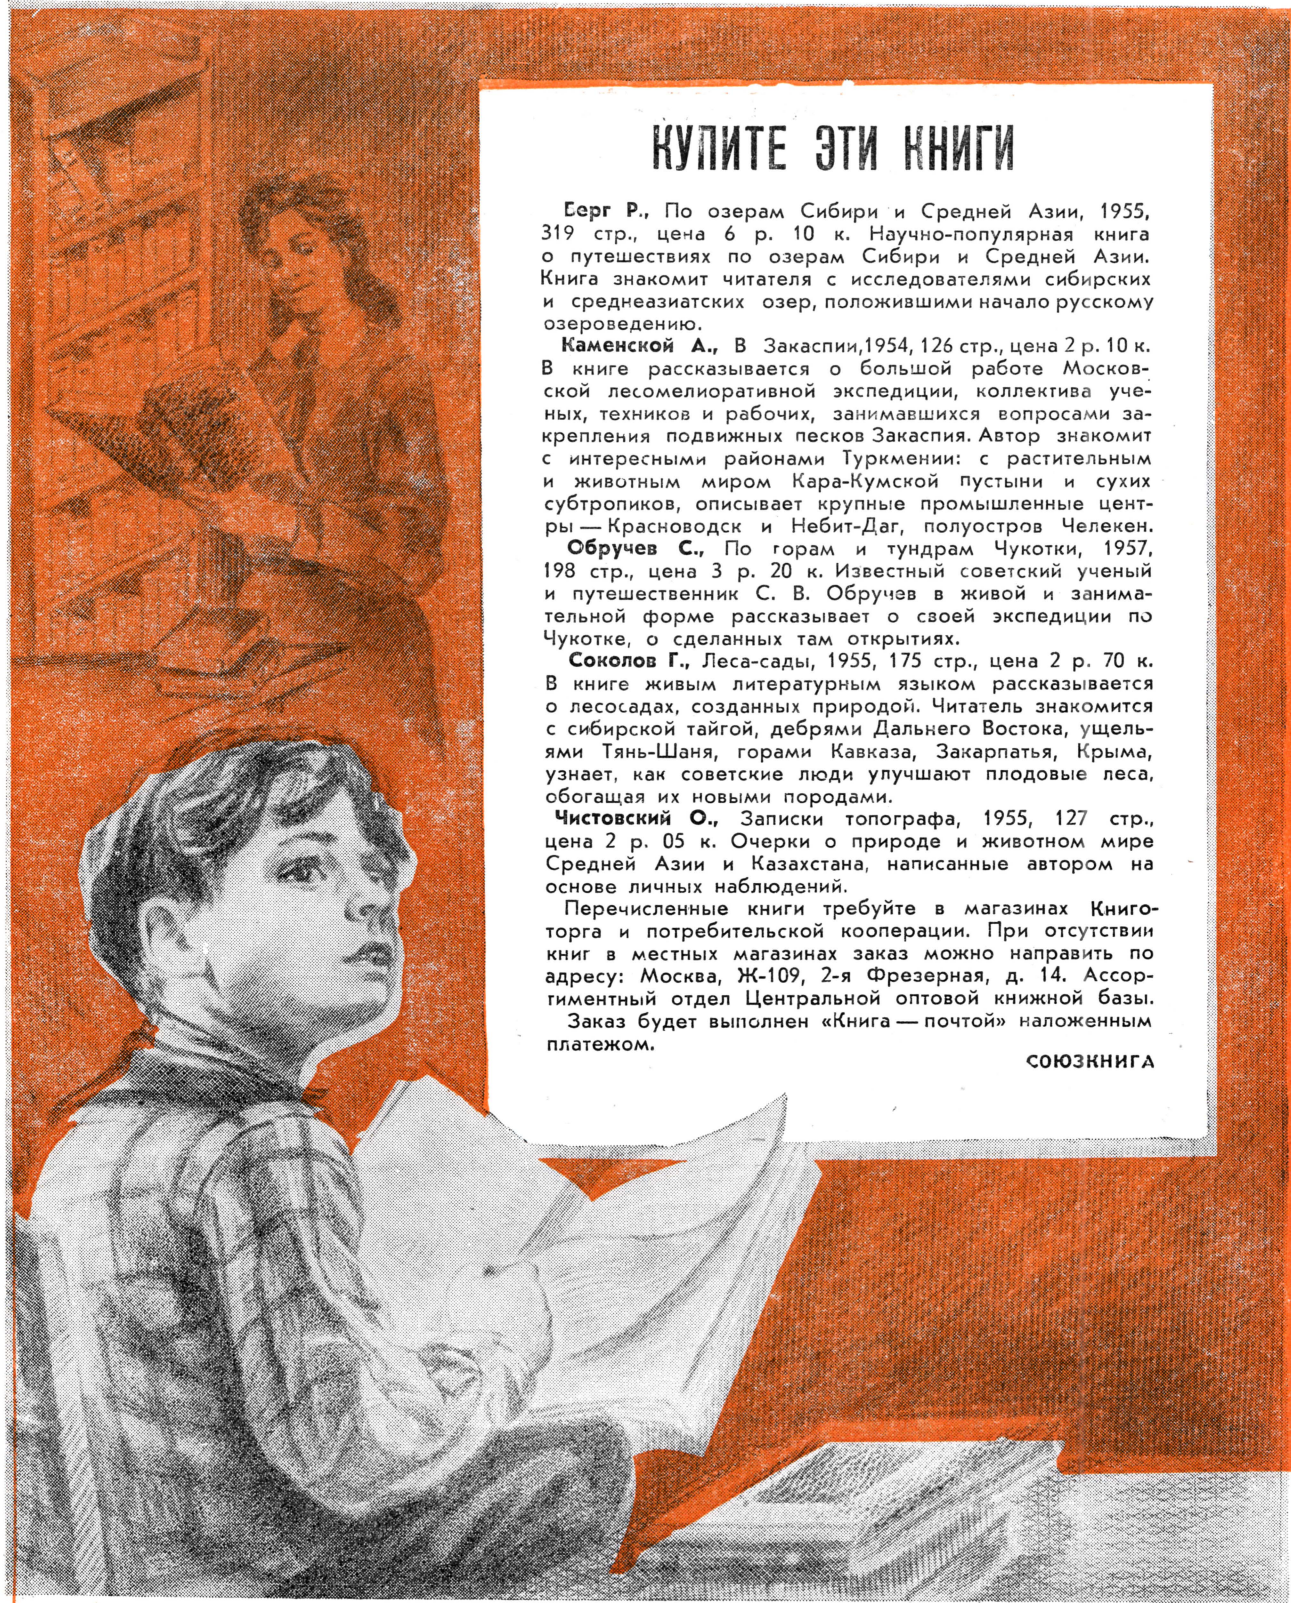 КУПИТЕ ЭТИ КНИГИ
Берг Р., По озерам Сибири и Средней Азии, 1955,
319 стр., цена 6 р. 10 к. Научно-популярная книга
о путешествиях по озерам Сибири и Средней Азии.
Книга знакомит читателя с исследователями сибирских
и среднеазиатских озер, положившими начало русскому
озероведению.
Каменской А., В Закаспии, 1954, 126 стр., цена 2 р. 10 к.
В книге рассказывается о большой работе Москов-
ской лесомелиоративной экспедиции, коллектива уче-
ных, техников и рабочих, занимавшихся вопросами за-
крепления подвижных песков Закаспия. Автор знакомит
с интересными районами Туркмении: с растительным
и животным миром Кара-Кумской пустыни и сухих
субтропиков, описывает крупные промышленные цент-
ры — Красноводск и Небит-Даг, полуостров Челекен.
Обручев С., По горам и тундрам Чукотки, 1957,
198 стр., цена 3 р. 20 к. Известный советский ученый
и путешественник С. В. Обручев в живой и занима-
тельной форме рассказывает о своей экспедиции по
Чукотке, о сделанных там открытиях.
Соколов Г., Леса-сады, 1955, 175 стр., цена 2 р. 70 к.
В книге живым литературным языком рассказывается
о лесосадах, созданных природой. Читатель знакомится
с сибирской тайгой, дебрями Дальнего Востока, ущель-
ями Тянь-Шаня, горами Кавказа, Закарпатья, Крыма,
узнает, как советские люди улучшают плодовые леса,
обогащая их новыми породами.
Чистовский О., Записки топографа, 1955, 127 стр.,
цена 2 р. 05 к. Очерки о природе и животном мире
Средней Азии и Казахстана, написанные автором на
основе личных наблюдений.
Перечисленные книги требуйте в магазинах Книго-
торга и потребительской кооперации. При отсутствии
книг в местных магазинах заказ можно направить по
адресу: Москва, Ж-109, 2-я Фрезерная, д. 14. Ассор-
тиментный отдел Центральной оптовой книжной базы.
Заказ будет выполнен «Книга — почтой» наложенным
платежом.
СОЮЗКНИГА